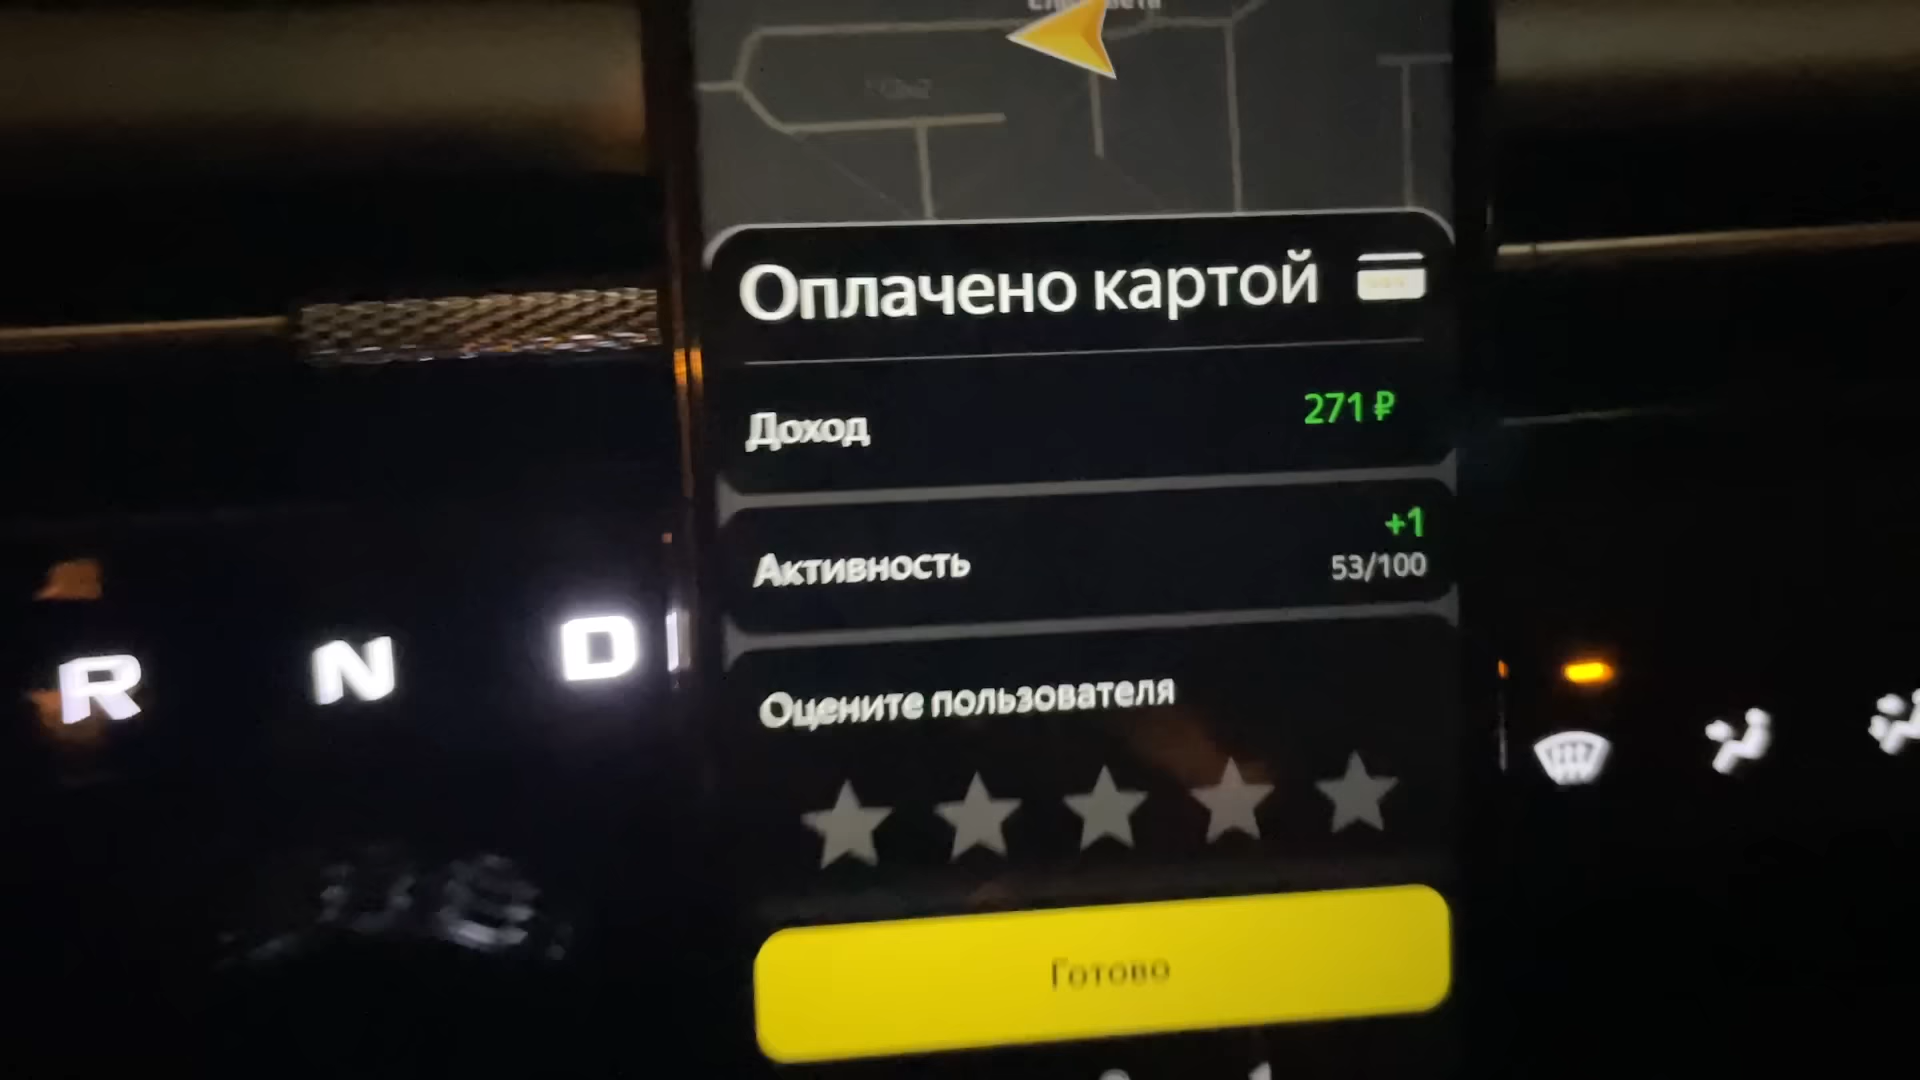 Оплачено картой
Доход
271 ₽
+1
Активность
53/100
R N D
Оцените пользователя
Готово